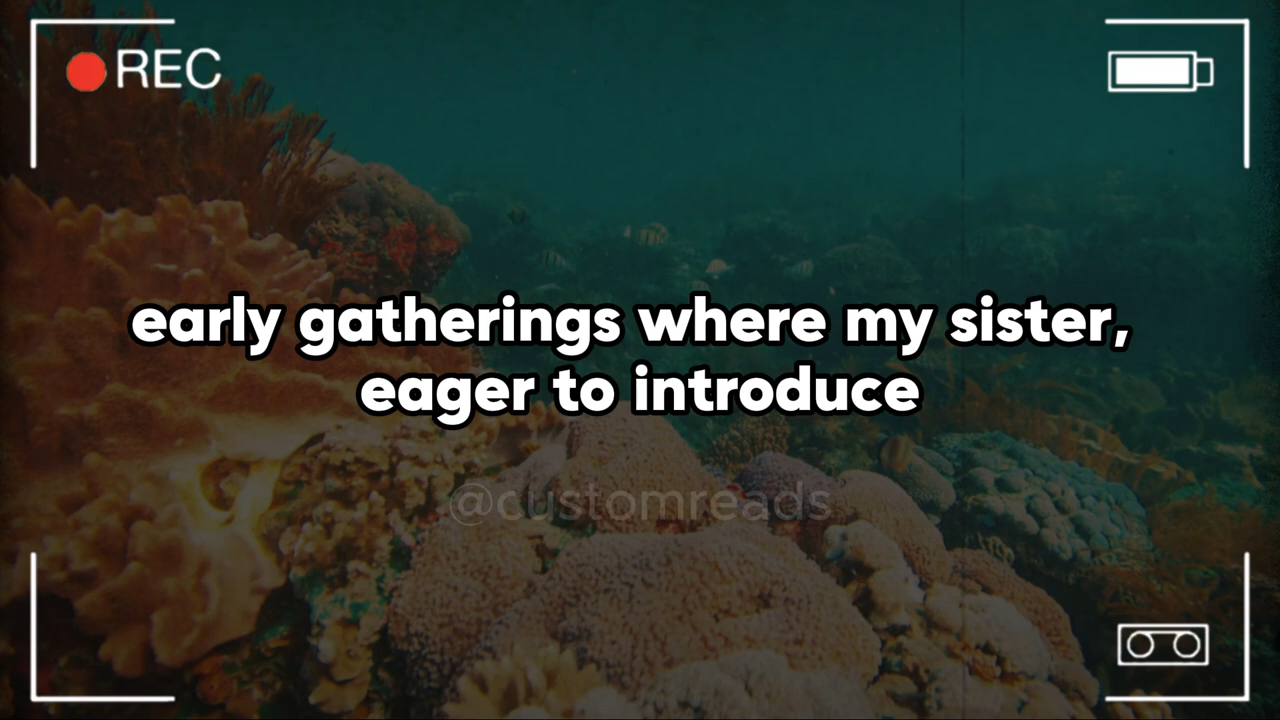 REC
early gatherings where my sister,
eager to introduce
@customreads